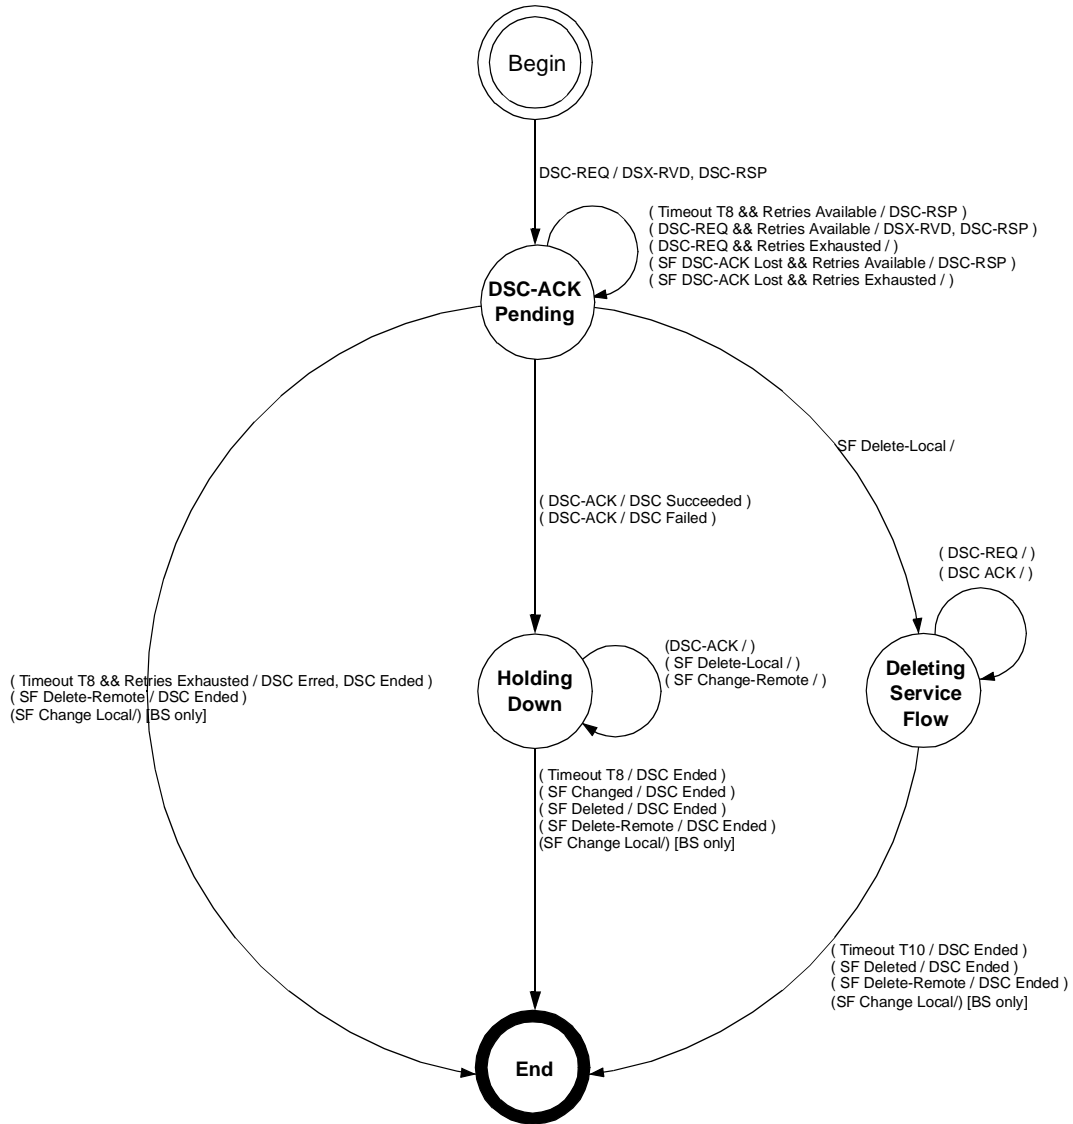 Begin
DSC-REQ / DSX-RVD, DSC-RSP
( Timeout T8 && Retries Available / DSC-RSP )
( DSC-REQ && Retries Available / DSX-RVD, DSC-RSP )
( DSC-REQ && Retries Exhausted / )
( SF DSC-ACK Lost && Retries Available / DSC-RSP )
( SF DSC-ACK Lost && Retries Exhausted / )
DSC-ACK
Pending
SF Delete-Local /
( DSC-ACK / DSC Succeeded )
( DSC-ACK / DSC Failed )
( DSC-REQ / )
( DSC ACK / )
(DSC-ACK / )
( SF Delete-Local / )
( SF Change-Remote / )
Holding
Down
Deleting
Service
Flow
( Timeout T8 && Retries Exhausted / DSC Erred, DSC Ended )
( SF Delete-Remote / DSC Ended )
(SF Change Local/) [BS only]
( Timeout T8 / DSC Ended )
( SF Changed / DSC Ended )
( SF Deleted / DSC Ended )
( SF Delete-Remote / DSC Ended )
(SF Change Local/) [BS only]
( Timeout T10 / DSC Ended )
( SF Deleted / DSC Ended )
( SF Delete-Remote / DSC Ended )
(SF Change Local/) [BS only]
End